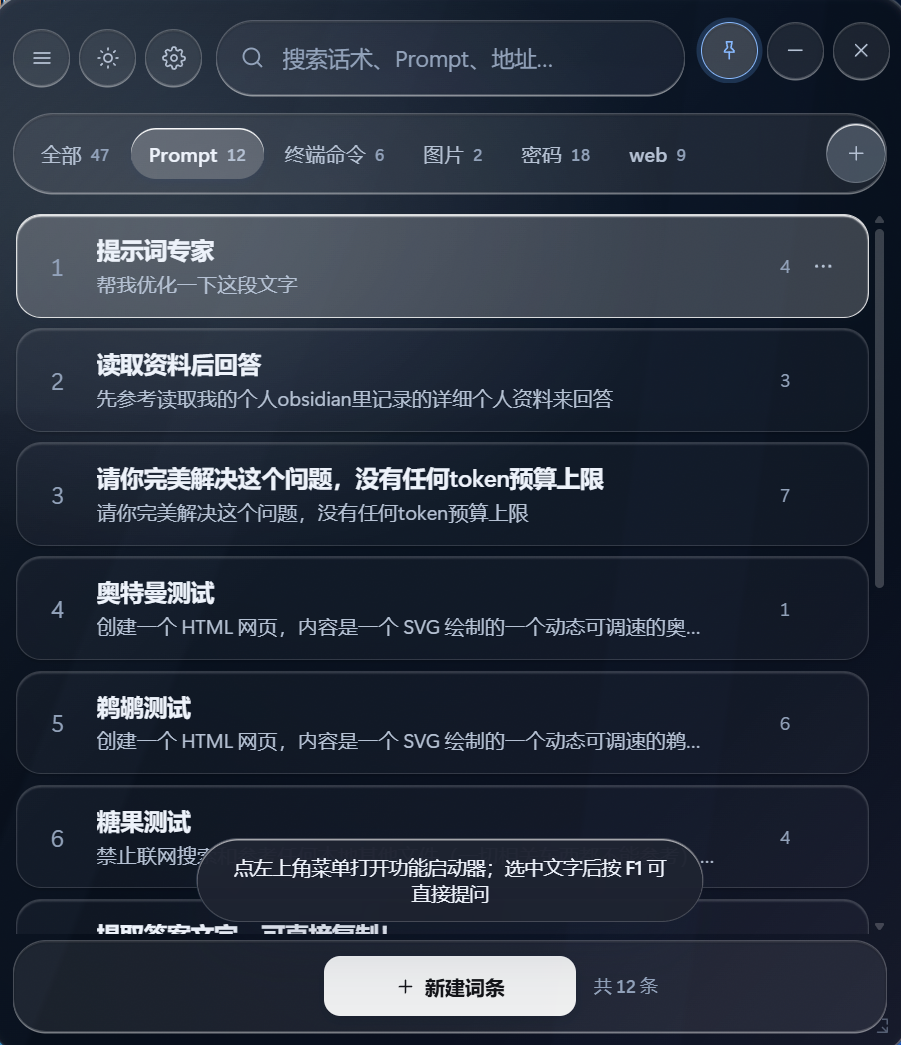 搜索话术、Prompt、地址...
全部 47 Prompt 12 终端命令 6 图片 2 密码 18 web 9
1 提示词专家 4
帮我优化一下这段文字
2 读取资料后回答 3
先参考读取我的个人obsidian里记录的详细个人资料来回答
3 请你完美解决这个问题，没有任何token预算上限 7
请你完美解决这个问题，没有任何token预算上限
4 奥特曼测试 1
创建一个 HTML 网页，内容是一个 SVG 绘制的一个动态可调速的奥...
5 鹈鹕测试 6
创建一个 HTML 网页，内容是一个 SVG 绘制的一个动态可调速的鹈...
6 糖果测试 4
禁止联网搜索 ...
点左上角菜单打开功能启动器；选中文字后按 F1 可
直接提问
提取答案文字，可直接复制！
新建词条 共 12 条